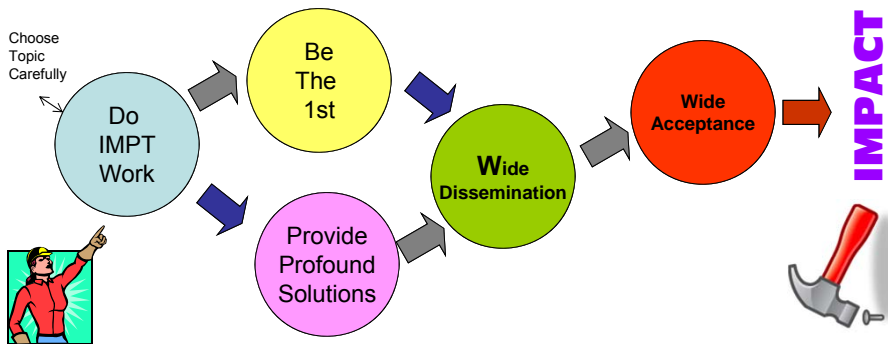 Choose
Topic
Carefully
Do
IMPT
Work
Be
The
1st
Provide
Profound
Solutions
Wide
Dissemination
Wide
Acceptance
IMPACT